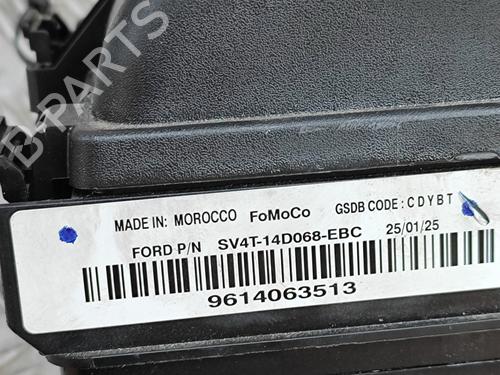 B-PARTS
MADE IN: MOROCCO FoMoCo GSDB CODE: CDYBT
FORD P/N SV4T-14D068-EBC 25/01/25
9614063513